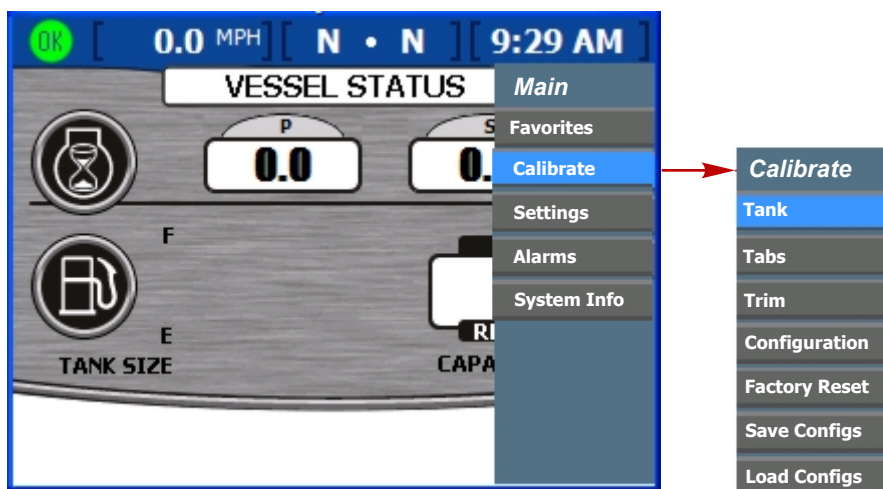 OK [ 0.0 MPH ][ N • N ][ 9:29 AM ]
VESSEL STATUS
P
0.0
S
0.
F
E
TANK SIZE
Main
Favorites
Calibrate
Settings
Alarms
System Info
Calibrate
Tank
Tabs
Trim
Configuration
Factory Reset
Save Configs
Load Configs